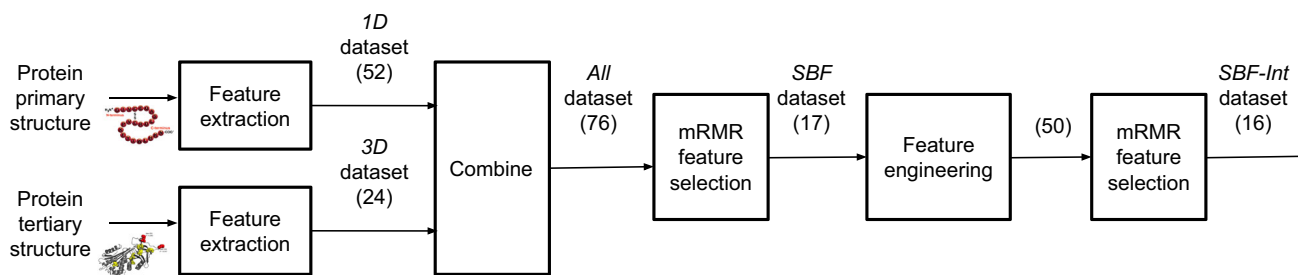 Protein
primary
structure
Feature
extraction
1D
dataset
(52)
Protein
tertiary
structure
Feature
extraction
3D
dataset
(24)
Combine
All
dataset
(76)
mRMR
feature
selection
SBF
dataset
(17)
Feature
engineering
(50)
mRMR
feature
selection
SBF-Int
dataset
(16)